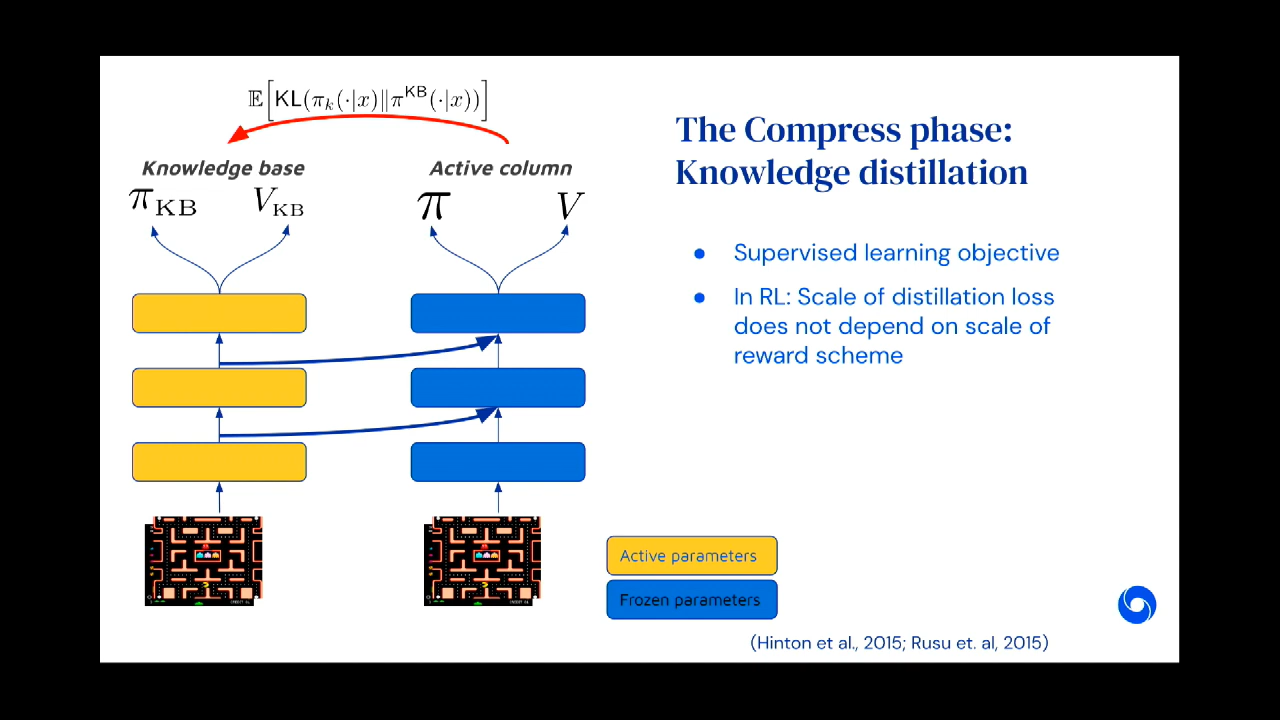 𝔼[KL(π_k(·|x)‖π^KB(·|x))]
Knowledge base
Active column
π_KB
V_KB
π
V
The Compress phase:
Knowledge distillation
● Supervised learning objective
● In RL: Scale of distillation loss
does not depend on scale of
reward scheme
Active parameters
Frozen parameters
(Hinton et al., 2015; Rusu et. al, 2015)